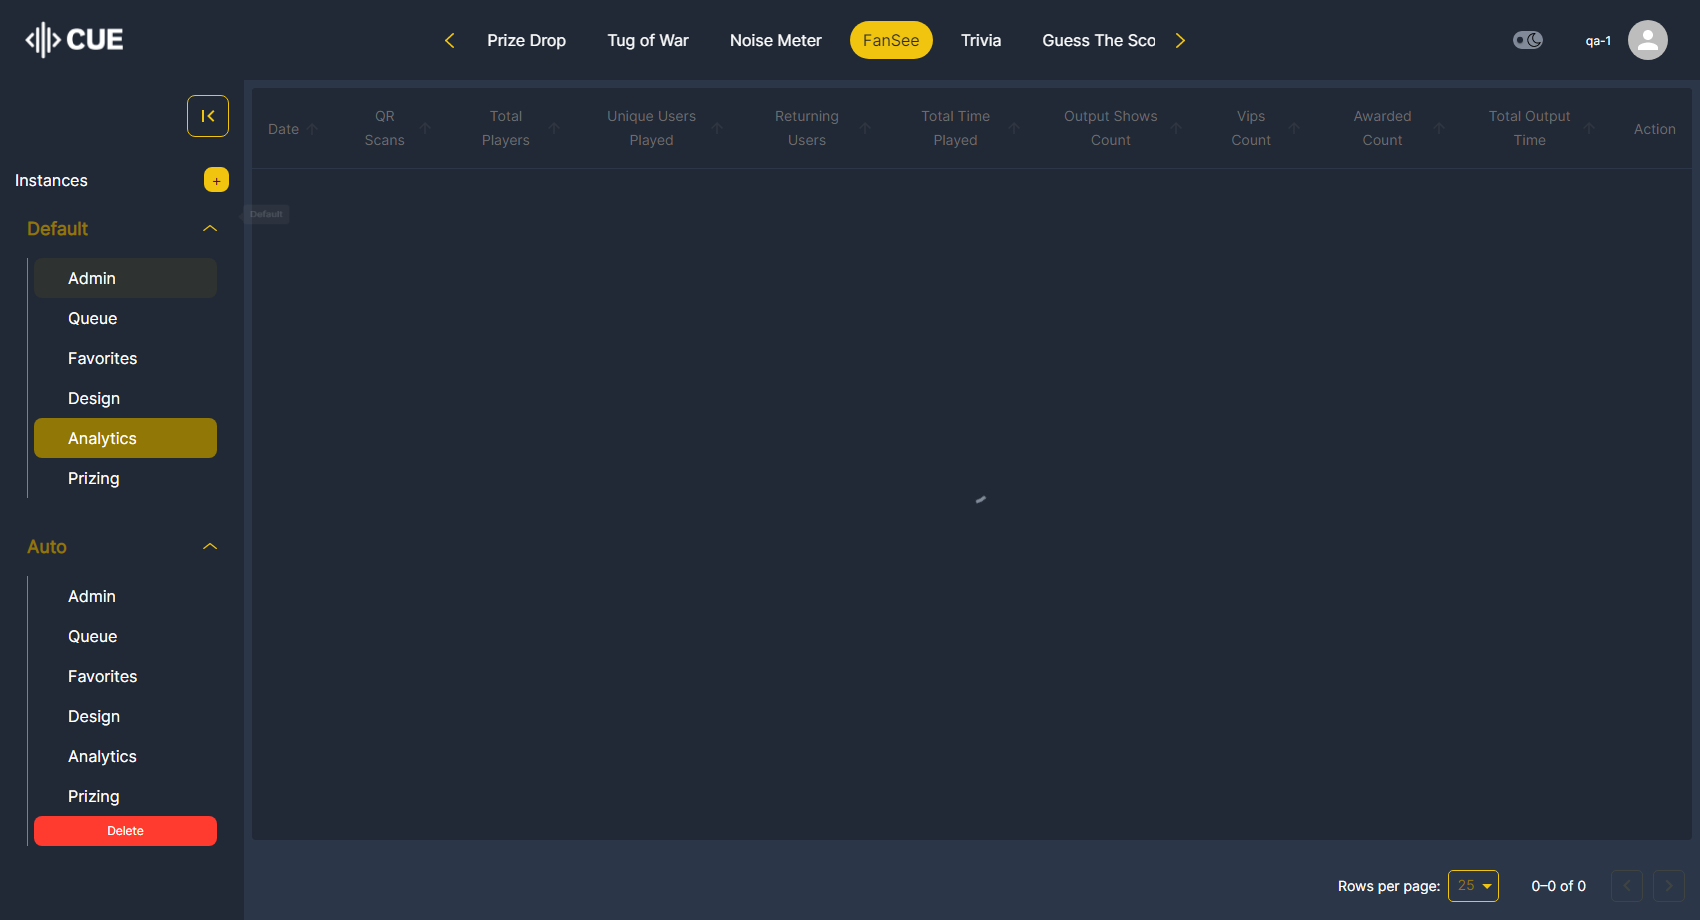 CUE
Prize Drop
Tug of War
Noise Meter
FanSee
Trivia
Guess The Sco
qa-1
Instances
+
Default
Admin
Queue
Favorites
Design
Analytics
Prizing
Auto
Admin
Queue
Favorites
Design
Analytics
Prizing
Delete
Default
Date
QR
Scans
Total
Players
Unique Users
Played
Returning
Users
Total Time
Played
Output Shows
Count
Vips
Count
Awarded
Count
Total Output
Time
Action
Rows per page: 25
0–0 of 0